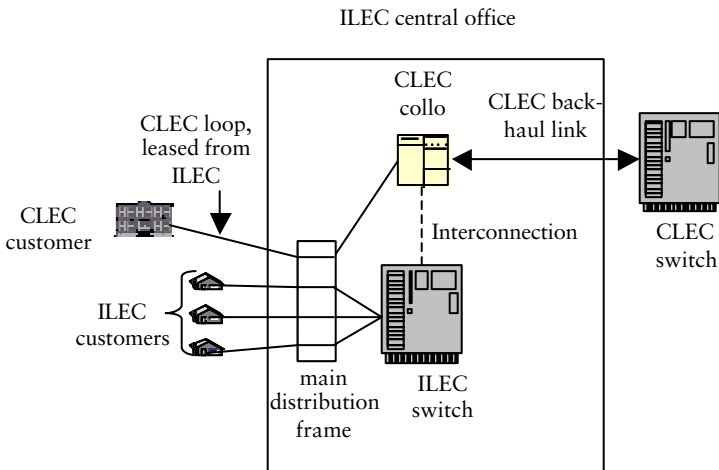 ILEC central office
CLEC
collo
CLEC back-
haul link
CLEC loop,
leased from
ILEC
CLEC
customer
Interconnection
CLEC
switch
ILEC
customers
main
distribution
frame
ILEC
switch